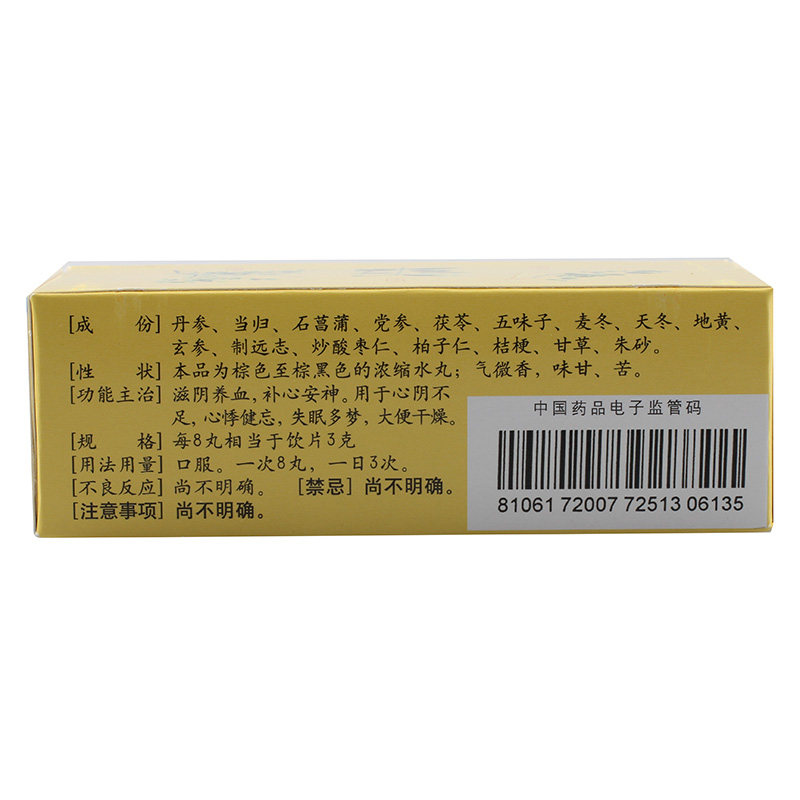 [成 份] 丹参、当归、石菖蒲、党参、茯苓、五味子、麦冬、天冬、地黄、
玄参、制远志、炒酸枣仁、柏子仁、桔梗、甘草、朱砂。
[性 状] 本品为棕色至棕黑色的浓缩水丸；气微香，味甘、苦。
[功能主治] 滋阴养血，补心安神。用于心阴不
足，心悸健忘，失眠多梦，大便干燥。
[规 格] 每8丸相当于饮片3克
[用法用量] 口服。一次8丸，一日3次。
[不良反应] 尚不明确。 [禁忌] 尚不明确。
[注意事项] 尚不明确。
中国药品电子监管码
81061 72007 72513 06135